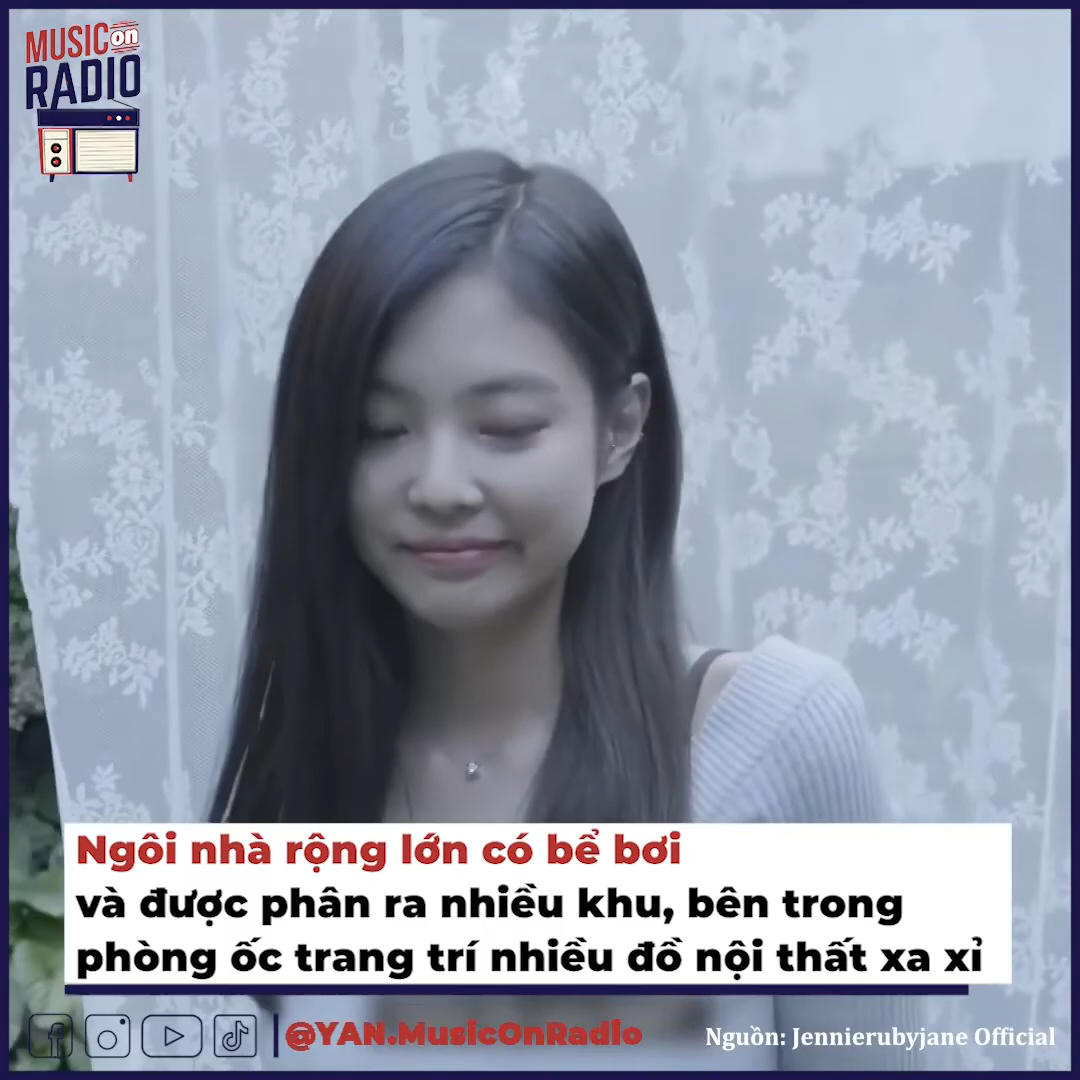 MUSIC on
RADIO
Ngôi nhà rộng lớn có bể bơi
và được phân ra nhiều khu, bên trong
phòng ốc trang trí nhiều đồ nội thất xa xỉ
@YAN.MusicOnRadio
Nguồn: Jennierubyjane Official